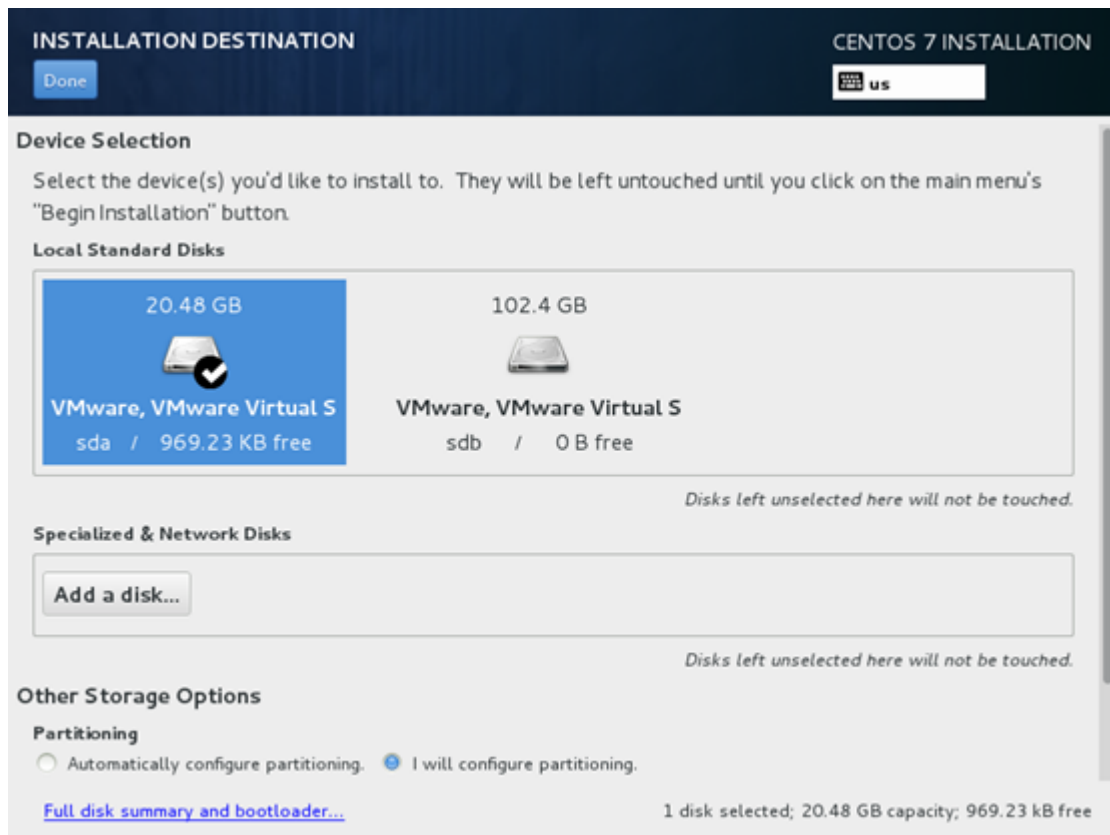 INSTALLATION DESTINATION
CENTOS 7 INSTALLATION
Done
us
Device Selection
Select the device(s) you'd like to install to. They will be left untouched until you click on the main menu's
"Begin Installation" button.
Local Standard Disks
20.48 GB
VMware, VMware Virtual S
sda / 969.23 KB free
102.4 GB
VMware, VMware Virtual S
sdb / 0 B free
Disks left unselected here will not be touched.
Specialized & Network Disks
Add a disk...
Disks left unselected here will not be touched.
Other Storage Options
Partitioning
Automatically configure partitioning. I will configure partitioning.
Full disk summary and bootloader...
1 disk selected; 20.48 GB capacity; 969.23 kB free